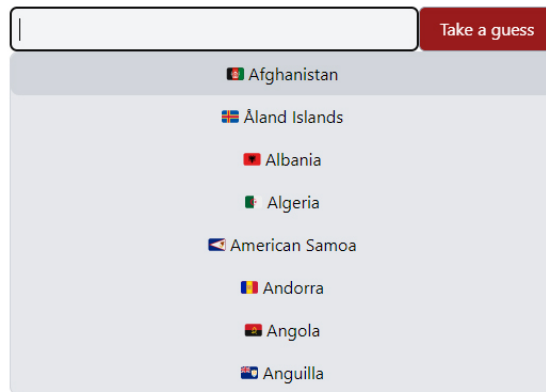 Take a guess
Afghanistan
Åland Islands
Albania
Algeria
American Samoa
Andorra
Angola
Anguilla